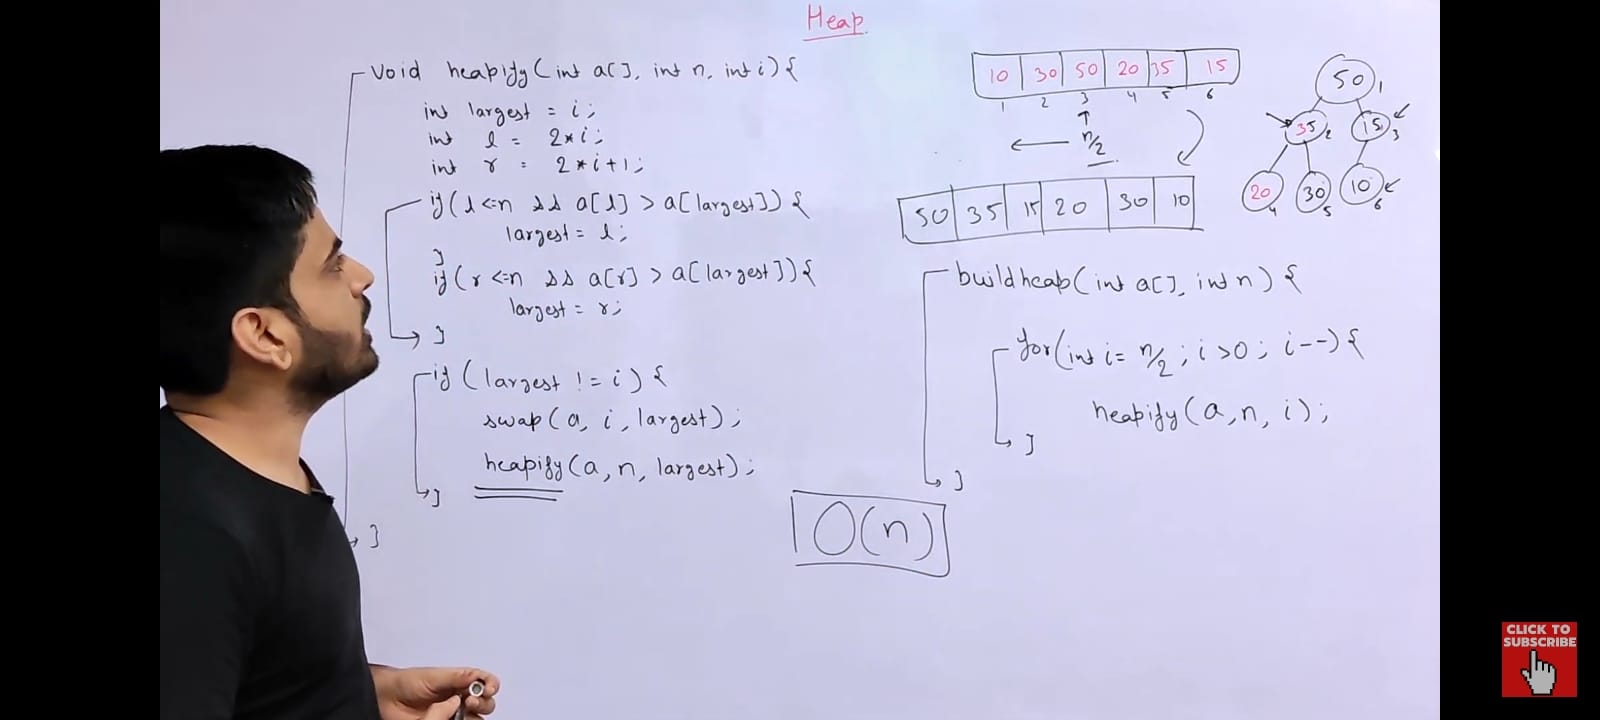 Heap
void heapify(int a[], int n, int i){
int largest = i;
int l = 2*i;
int r = 2*i+1;
if(l<=n && a[l] > a[largest]){
largest = l;
}
if(r<=n && a[r] > a[largest]){
largest = r;
}
if(largest != i){
swap(a, i, largest);
heapify(a, n, largest);
}
}
10 30 50 20 35 15
1 2 3 4 5 6
n/2
50 35 15 20 30 10
50 1
35 2 15 3
20 4 30 5 10 6
buildheap(int a[], int n){
for(int i= n/2; i>0; i--){
heapify(a, n, i);
}
}
O(n)
CLICK TO
SUBSCRIBE